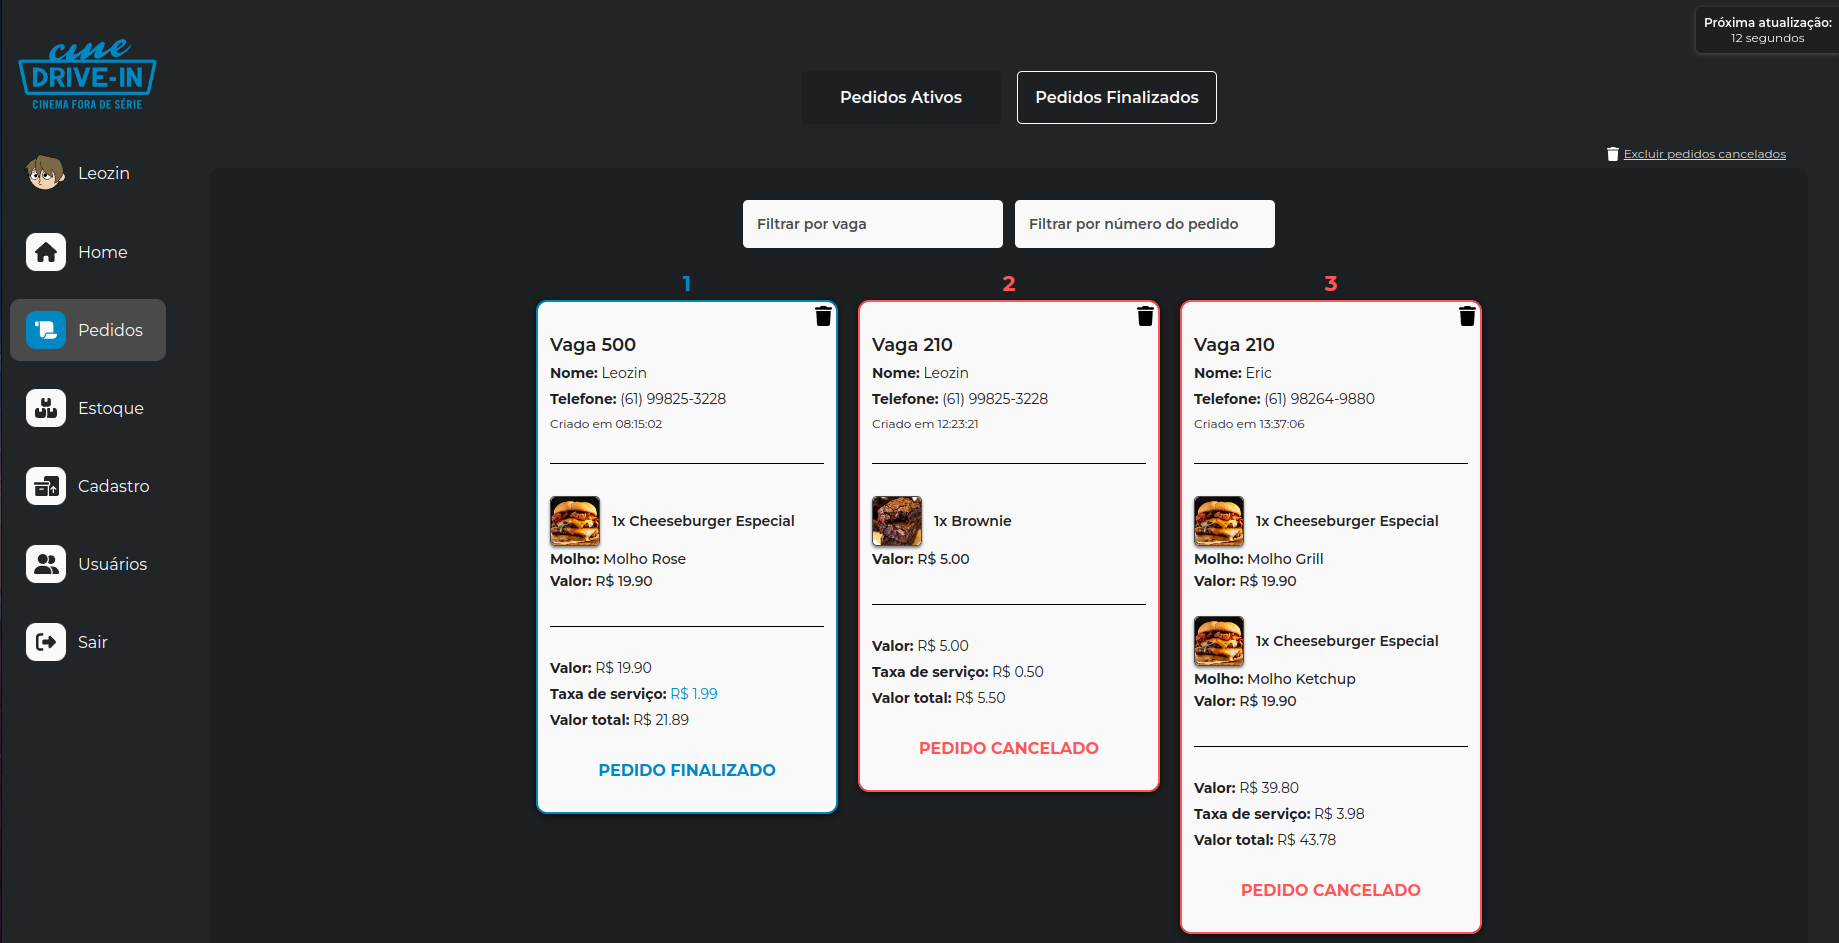 cine
DRIVE-IN
CINEMA FORA DE SÉRIE
Leozin
Home
Pedidos
Estoque
Cadastro
Usuários
Sair
Próxima atualização:
12 segundos
Pedidos Ativos
Pedidos Finalizados
Excluir pedidos cancelados
Filtrar por vaga
Filtrar por número do pedido
1
Vaga 500
Nome: Leozin
Telefone: (61) 99825-3228
Criado em 08:15:02
1x Cheeseburger Especial
Molho: Molho Rose
Valor: R$ 19.90
Valor: R$ 19.90
Taxa de serviço: R$ 1.99
Valor total: R$ 21.89
PEDIDO FINALIZADO
2
Vaga 210
Nome: Leozin
Telefone: (61) 99825-3228
Criado em 12:23:21
1x Brownie
Valor: R$ 5.00
Valor: R$ 5.00
Taxa de serviço: R$ 0.50
Valor total: R$ 5.50
PEDIDO CANCELADO
3
Vaga 210
Nome: Eric
Telefone: (61) 98264-9880
Criado em 13:37:06
1x Cheeseburger Especial
Molho: Molho Grill
Valor: R$ 19.90
1x Cheeseburger Especial
Molho: Molho Ketchup
Valor: R$ 19.90
Valor: R$ 39.80
Taxa de serviço: R$ 3.98
Valor total: R$ 43.78
PEDIDO CANCELADO